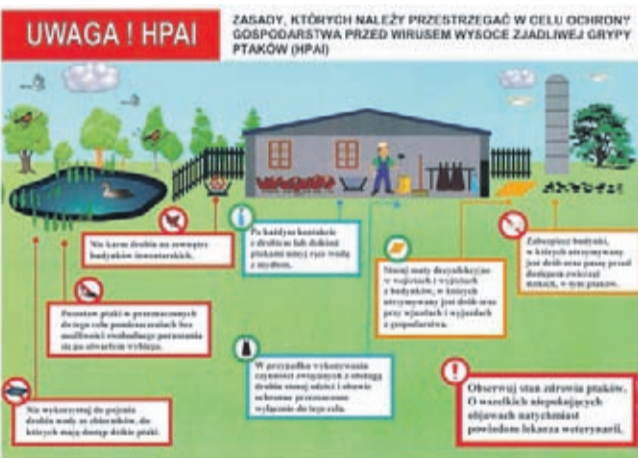 UWAGA ! HPAI
ZASADY, KTÓRYCH NALEŻY PRZESTRZEGAĆ W CELU OCHRONY
GOSPODARSTWA PRZED WIRUSEM WYSOCE ZJADLIWEJ GRYPY
PTAKÓW (HPAI)
Nie karm drobiu na zewnątrz
budynków inwentarskich.
Po każdym kontakcie
z drobiem lub dzikimi
ptakami umyj ręce wodą
z mydłem.
Stosuj maty dezynfekcyjne
w wejściach i wyjściach
z budynków, w których
utrzymywany jest drób oraz
przy wjazdach i wyjazdach
z gospodarstwa.
Zabezpiecz budynki,
w których utrzymywany
jest drób oraz paszę przed
dostępem zwierząt
, w tym ptaków.
Pozostaw ptaki w przeznaczonych
do tego celu pomieszczeniach bez
możliwości swobodnego poruszania
się po otwartym wybiegu.
W przypadku wykonywania
czynności związanych z obsługą
drobiu stosuj odzież i obuwie
ochronne przeznaczone
wyłącznie do tego celu.
Nie wykorzystuj do pojenia
drobiu wody ze zbiorników, do
których mają dostęp dzikie ptaki.
Obserwuj stan zdrowia ptaków.
O wszelkich niepokojących
objawach natychmiast
powiadom lekarza weterynarii.